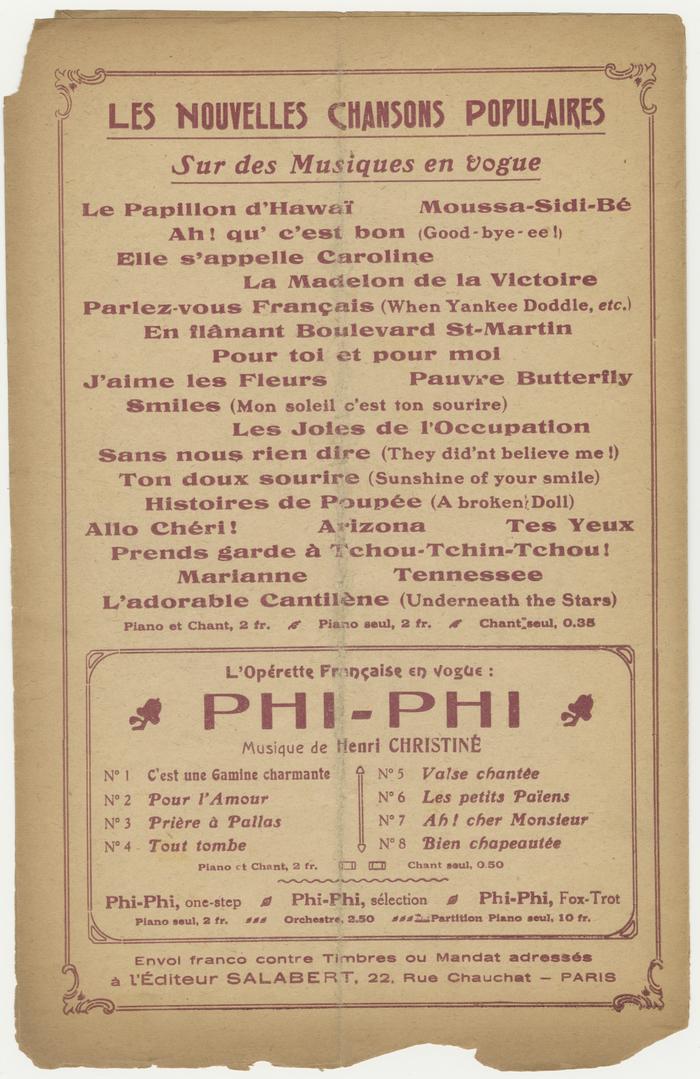 LES NOUVELLES CHANSONS POPULAIRES
Sur des Musiques en Vogue
Le Papillon d'Hawaï Moussa-Sidi-Bé
Ah! qu' c'est bon (Good-bye-ee!)
Elle s'appelle Caroline
La Madelon de la Victoire
Parlez-vous Français (When Yankee Doddle, etc.)
En flânant Boulevard St-Martin
Pour toi et pour moi
J'aime les Fleurs Pauvre Butterfly
Smiles (Mon soleil c'est ton sourire)
Les Joies de l'Occupation
Sans nous rien dire (They did'nt believe me!)
Ton doux sourire (Sunshine of your smile)
Histoires de Poupée (A broken Doll)
Allo Chéri! Arizona Tes Yeux
Prends garde à Tchou-Tchin-Tchou!
Marianne Tennessee
L'adorable Cantilène (Underneath the Stars)
Piano et Chant, 2 fr. Piano seul, 2 fr. Chant seul, 0.35
L'Opérette Française en Vogue :
PHI-PHI
Musique de Henri CHRISTINÉ
N° 1 C'est une Gamine charmante
N° 2 Pour l'Amour
N° 3 Prière à Pallas
N° 4 Tout tombe
N° 5 Valse chantée
N° 6 Les petits Païens
N° 7 Ah! cher Monsieur
N° 8 Bien chapeautée
Piano et Chant, 2 fr. Chant seul, 0.50
Phi-Phi, one-step Phi-Phi, sélection Phi-Phi, Fox-Trot
Piano seul, 2 fr. Orchestre, 2.50 Partition Piano seul, 10 fr.
Envoi franco contre Timbres ou Mandat adressés
à l'Éditeur SALABERT, 22, Rue Chauchat — PARIS